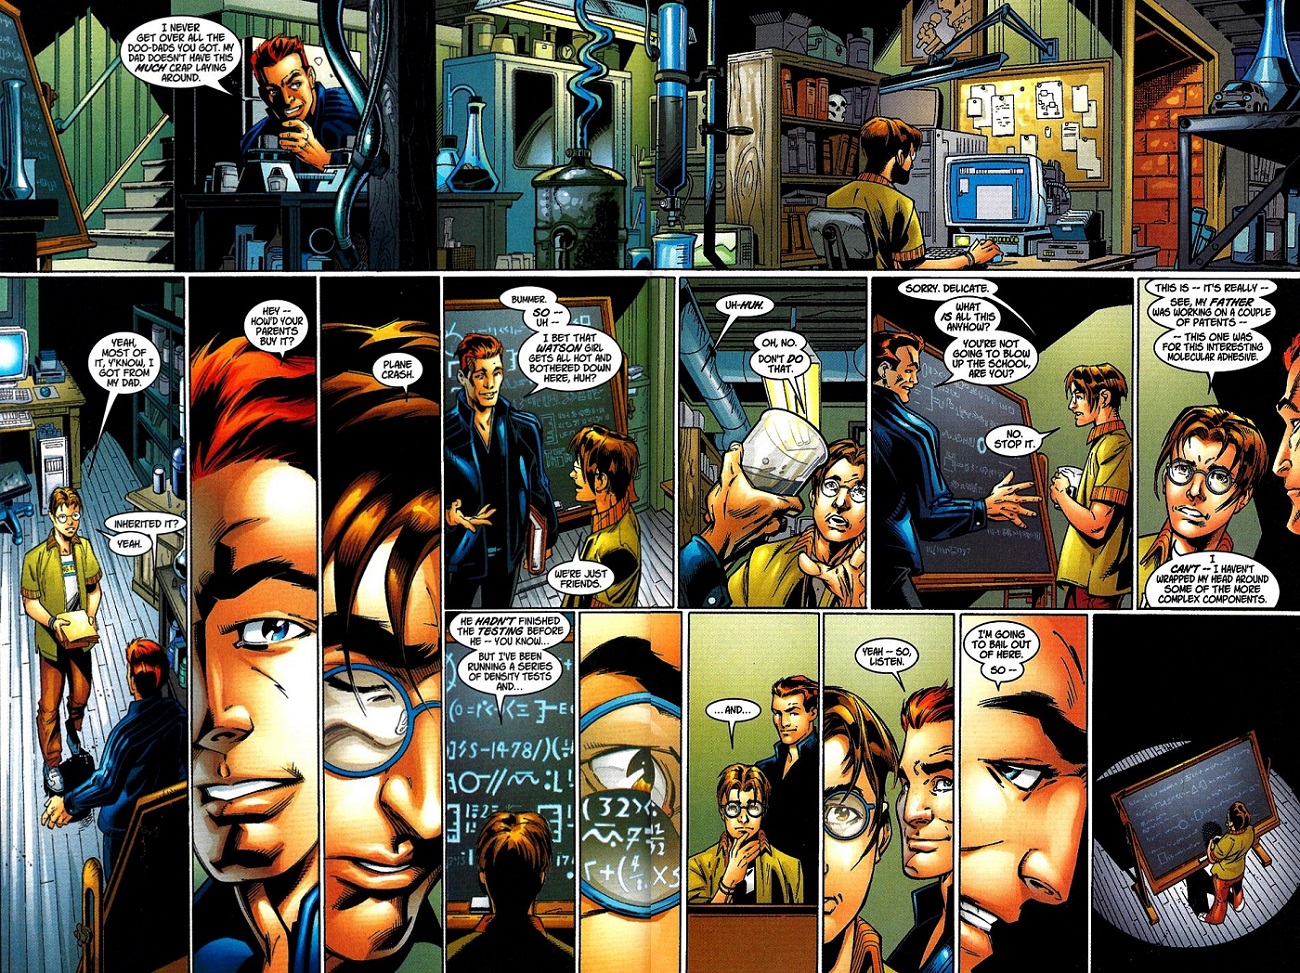 I NEVER
GET OVER ALL THE
DOO-DADS YOU GOT. MY
DAD DOESN'T HAVE THIS
MUCH CRAP LAYING
AROUND.
YEAH,
MOST OF
IT, Y'KNOW, I
GOT FROM
MY DAD.
INHERITED IT?
YEAH.
HEY --
HOW'D YOUR
PARENTS
BUY IT?
PLANE
CRASH.
BUMMER.
SO --
UH --
I BET THAT
WATSON GIRL
GETS ALL HOT AND
BOTHERED DOWN
HERE, HUH?
WE'RE JUST
FRIENDS.
UH-HUH.
OH, NO.
DON'T DO
THAT.
SORRY. DELICATE.
WHAT
IS ALL THIS
ANYHOW?
YOU'RE NOT
GOING TO BLOW
UP THE SCHOOL,
ARE YOU?
NO.
STOP IT.
THIS IS -- IT'S REALLY --
SEE, MY FATHER
WAS WORKING ON A COUPLE
OF PATENTS --
-- THIS ONE WAS
FOR THIS INTERESTING
MOLECULAR ADHESIVE.
I
CAN'T -- I HAVEN'T
WRAPPED MY HEAD AROUND
SOME OF THE MORE
COMPLEX COMPONENTS.
HE HADN'T FINISHED
THE TESTING BEFORE
HE -- YOU KNOW...
BUT I'VE BEEN
RUNNING A SERIES
OF DENSITY TESTS
AND...
...AND...
YEAH -- SO,
LISTEN.
I'M GOING
TO BAIL OUT
OF HERE.
SO --